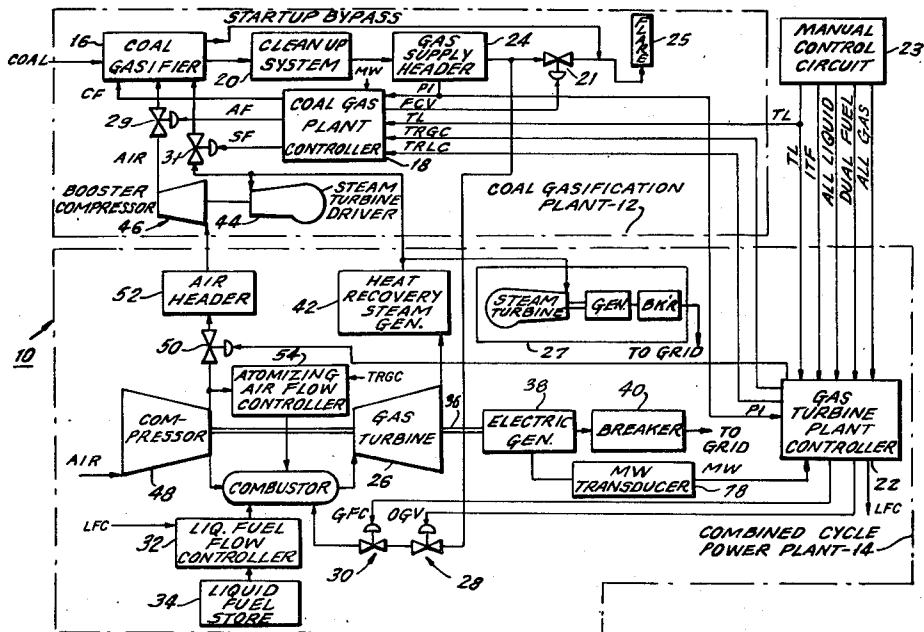 STARTUP BYPASS
16
COAL
COAL
GASIFIER
20
CLEAN UP
SYSTEM
24
GAS
SUPPLY
HEADER
21
FLARE
25
MANUAL
CONTROL
CIRCUIT
23
MW
PI
FCV
TL
TRGC
TRLC
COAL GAS
PLANT
CONTROLLER
18
CF
AF
SF
29
31
AIR
TL
TL
ITF
ALL LIQUID
DUAL FUEL
ALL GAS
BOOSTER
COMPRESSOR
46
44
STEAM
TURBINE
DRIVER
COAL GASIFICATION
PLANT-12
10
52
AIR
HEADER
42
HEAT
RECOVERY
STEAM
GEN.
STEAM
TURBINE
GEN.
BKR
27
TO GRID
50
54
ATOMIZING
AIR FLOW
CONTROLLER
TRGC
COMPRESSOR
48
AIR
GAS
TURBINE
26
36
38
ELECTRIC
GEN.
40
BREAKER
TO
GRID
PI
GAS
TURBINE
PLANT
CONTROLLER
22
COMBUSTOR
MW
TRANSDUCER
78
MW
LFC
LFC
32
LIQ. FUEL
FLOW
CONTROLLER
GFC
OGV
30
28
34
LIQUID
FUEL
STORE
COMBINED CYCLE
POWER PLANT-14